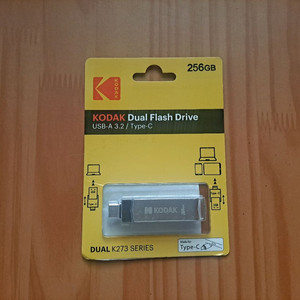 256GB
KODAK
KODAK Dual Flash Drive
USB-A 3.2 / Type-C
KODAK
DUAL K273 SERIES
Type-C